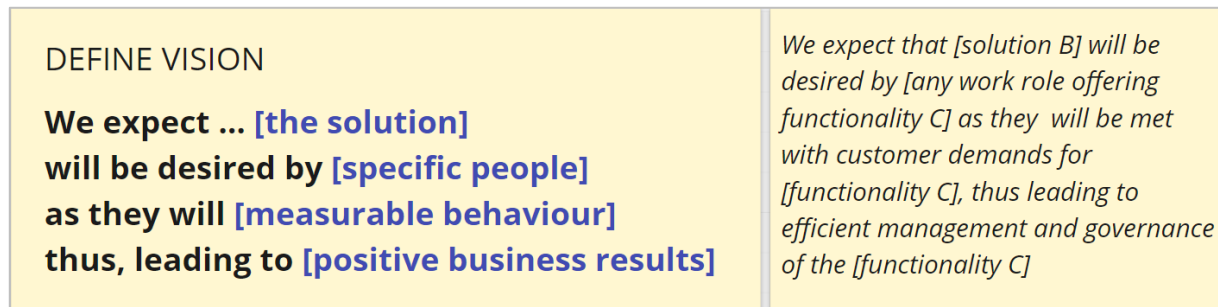 DEFINE VISION
We expect ... [the solution]
will be desired by [specific people]
as they will [measurable behaviour]
thus, leading to [positive business results]
We expect that [solution B] will be
desired by [any work role offering
functionality C] as they  will be met
with customer demands for
[functionality C], thus leading to
efficient management and governance
of the [functionality C]